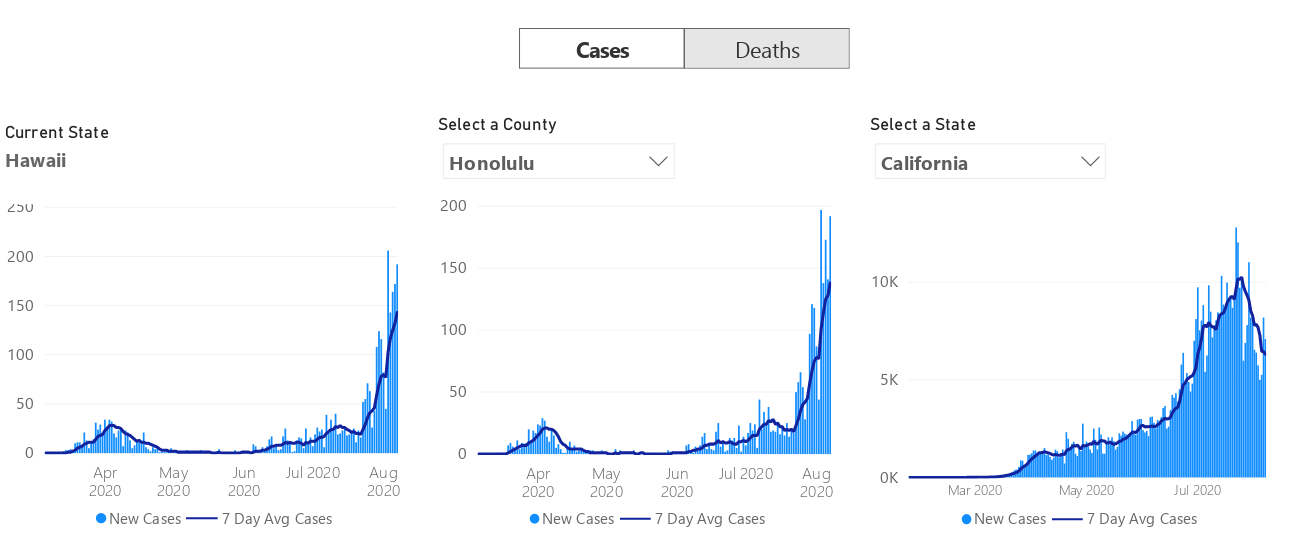 Cases Deaths
Current State
Hawaii
Select a County
Honolulu
Select a State
California
250
200
150
100
50
0
Apr 2020
May 2020
Jun 2020
Jul 2020
Aug 2020
New Cases 7 Day Avg Cases
200
150
100
50
0
Apr 2020
May 2020
Jun 2020
Jul 2020
Aug 2020
New Cases 7 Day Avg Cases
10K
5K
0K
Mar 2020 May 2020 Jul 2020
New Cases 7 Day Avg Cases